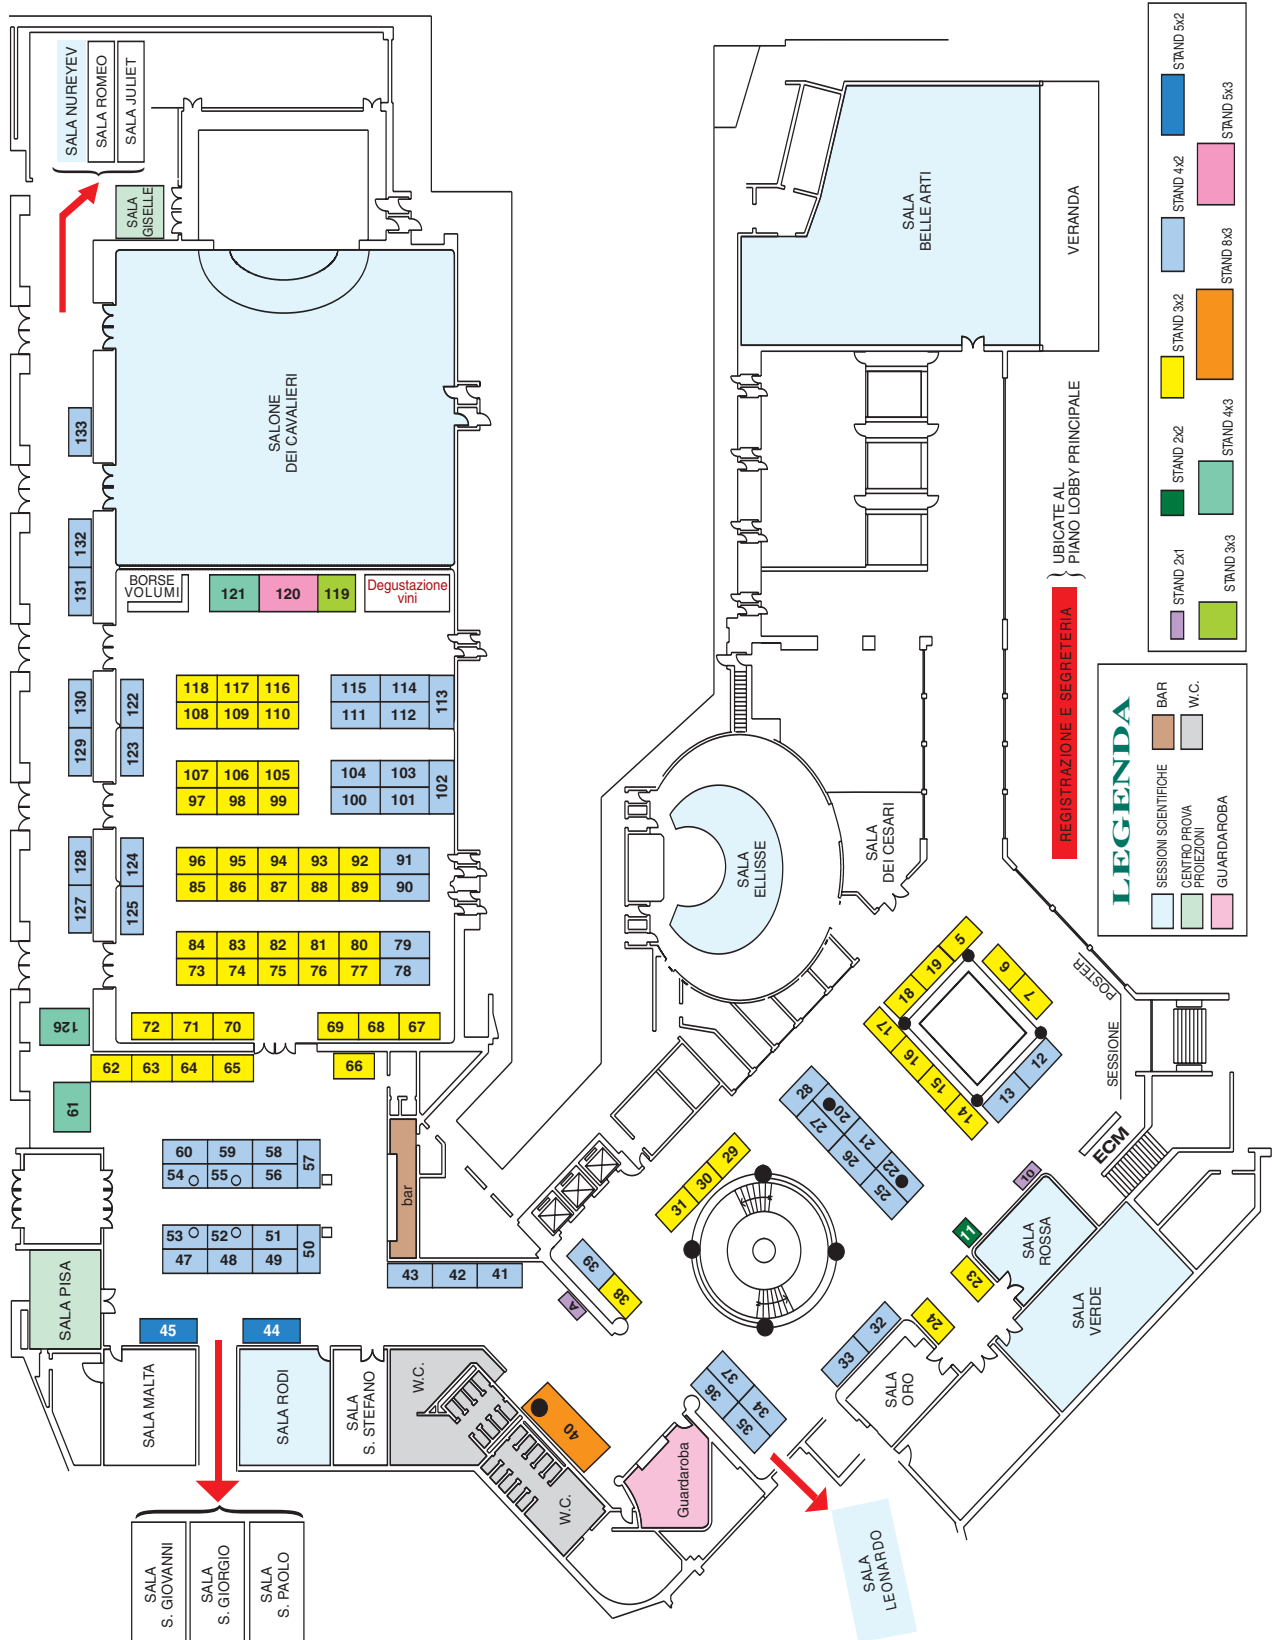 SALA NUREYEV
SALA ROMEO
SALA JULIET
SALA
GISELLE
SALONE
DEI CAVALIERI
133
132
131
BORSE
VOLUMI
121
120
119
Degustazione
vini
130
129
122
123
118 117 116
108 109 110
115 114
111 112
113
107 106 105
97 98 99
104 103
100 101
102
128
127
124
125
96 95 94 93 92 91
85 86 87 88 89 90
84 83 82 81 80 79
73 74 75 76 77 78
126
72 71 70
69 68 67
62 63 64 65
66
61
60 59 58
54 55 56
57
53 52 51
47 48 49
50
bar
43 42 41
SALA PISA
45
44
SALA MALTA
SALA RODI
SALA
S. STEFANO
W.C.
W.C.
40
Guardaroba
SALA
S. GIOVANNI
SALA
S. GIORGIO
SALA
S. PAOLO
39
38
A
31 30 29
28 20
27 21
26 22
25
37 34
36 35
32
33
SALA
ORO
24
23
11
10
SALA
ROSSA
SALA
VERDE
SALA
LEONARDO
ECM
SESSIONE
POSTER
5
19
18
17
16
15
14
6
7
12
13
SALA
ELLISSE
SALA
DEI CESARI
SALA
BELLE ARTI
VERANDA
REGISTRAZIONE E SEGRETERIA
UBICATE AL
PIANO LOBBY PRINCIPALE
LEGENDA
SESSIONI SCIENTIFICHE
CENTRO PROVA
PROIEZIONI
GUARDAROBA
BAR
W.C.
STAND 2x1
STAND 2x2
STAND 3x2
STAND 4x2
STAND 5x2
STAND 3x3
STAND 4x3
STAND 8x3
STAND 5x3